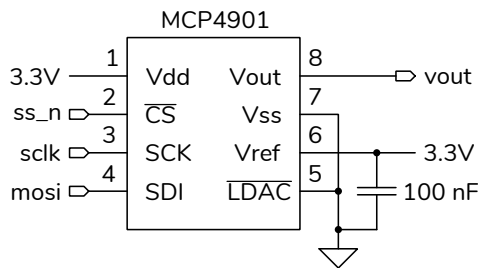 MCP4901
3.3V 1 Vdd Vout 8 vout
ss_n 2 CS Vss 7
sclk 3 SCK Vref 6 3.3V
mosi 4 SDI LDAC 5 100 nF